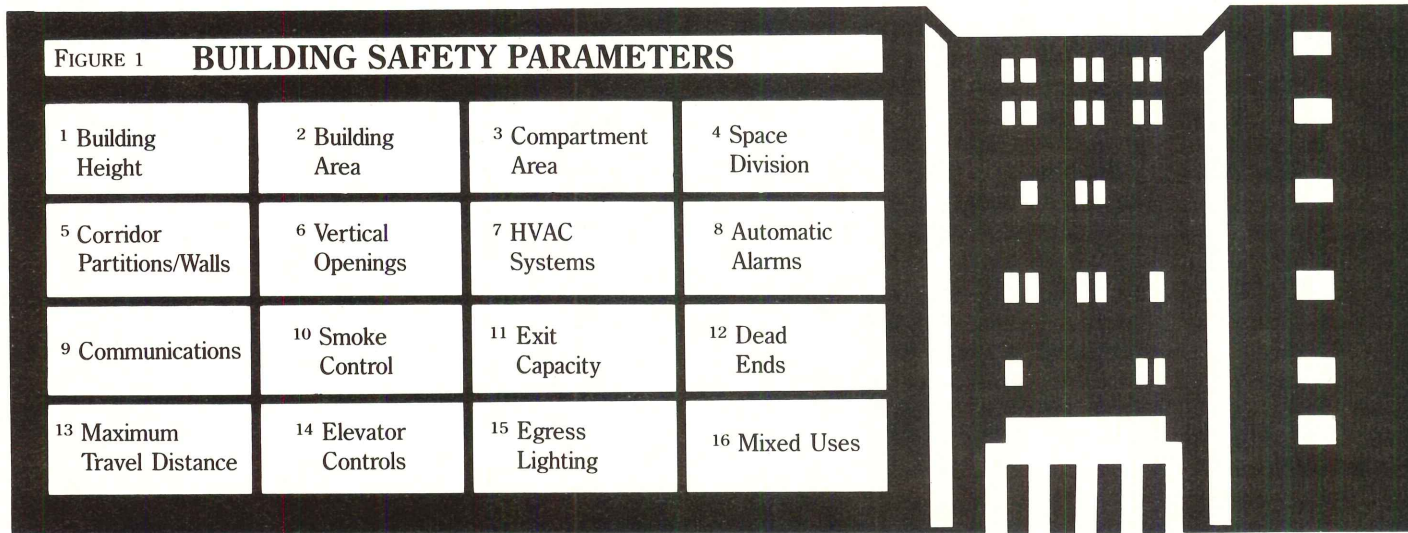 FIGURE 1 BUILDING SAFETY PARAMETERS
1 Building
Height
2 Building
Area
3 Compartment
Area
4 Space
Division
5 Corridor
Partitions/Walls
6 Vertical
Openings
7 HVAC
Systems
8 Automatic
Alarms
9 Communications
10 Smoke
Control
11 Exit
Capacity
12 Dead
Ends
13 Maximum
Travel Distance
14 Elevator
Controls
15 Egress
Lighting
16 Mixed Uses